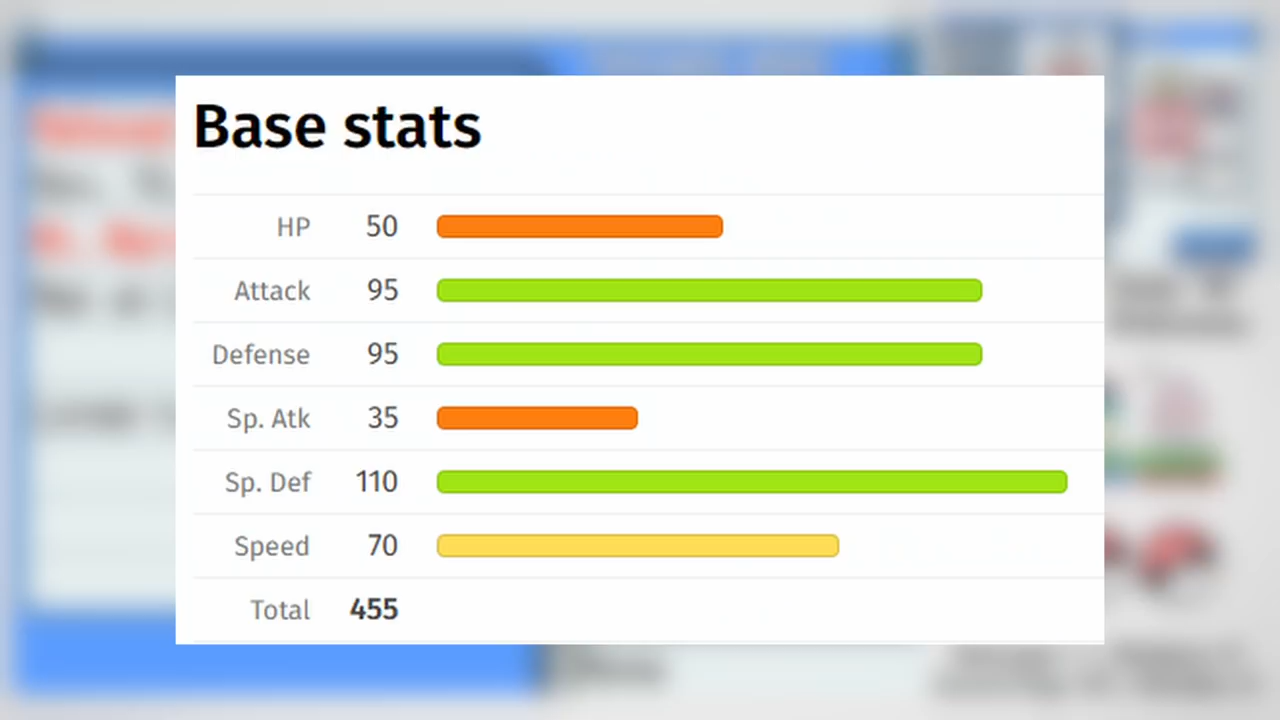 Base stats
HP 50
Attack 95
Defense 95
Sp. Atk 35
Sp. Def 110
Speed 70
Total 455